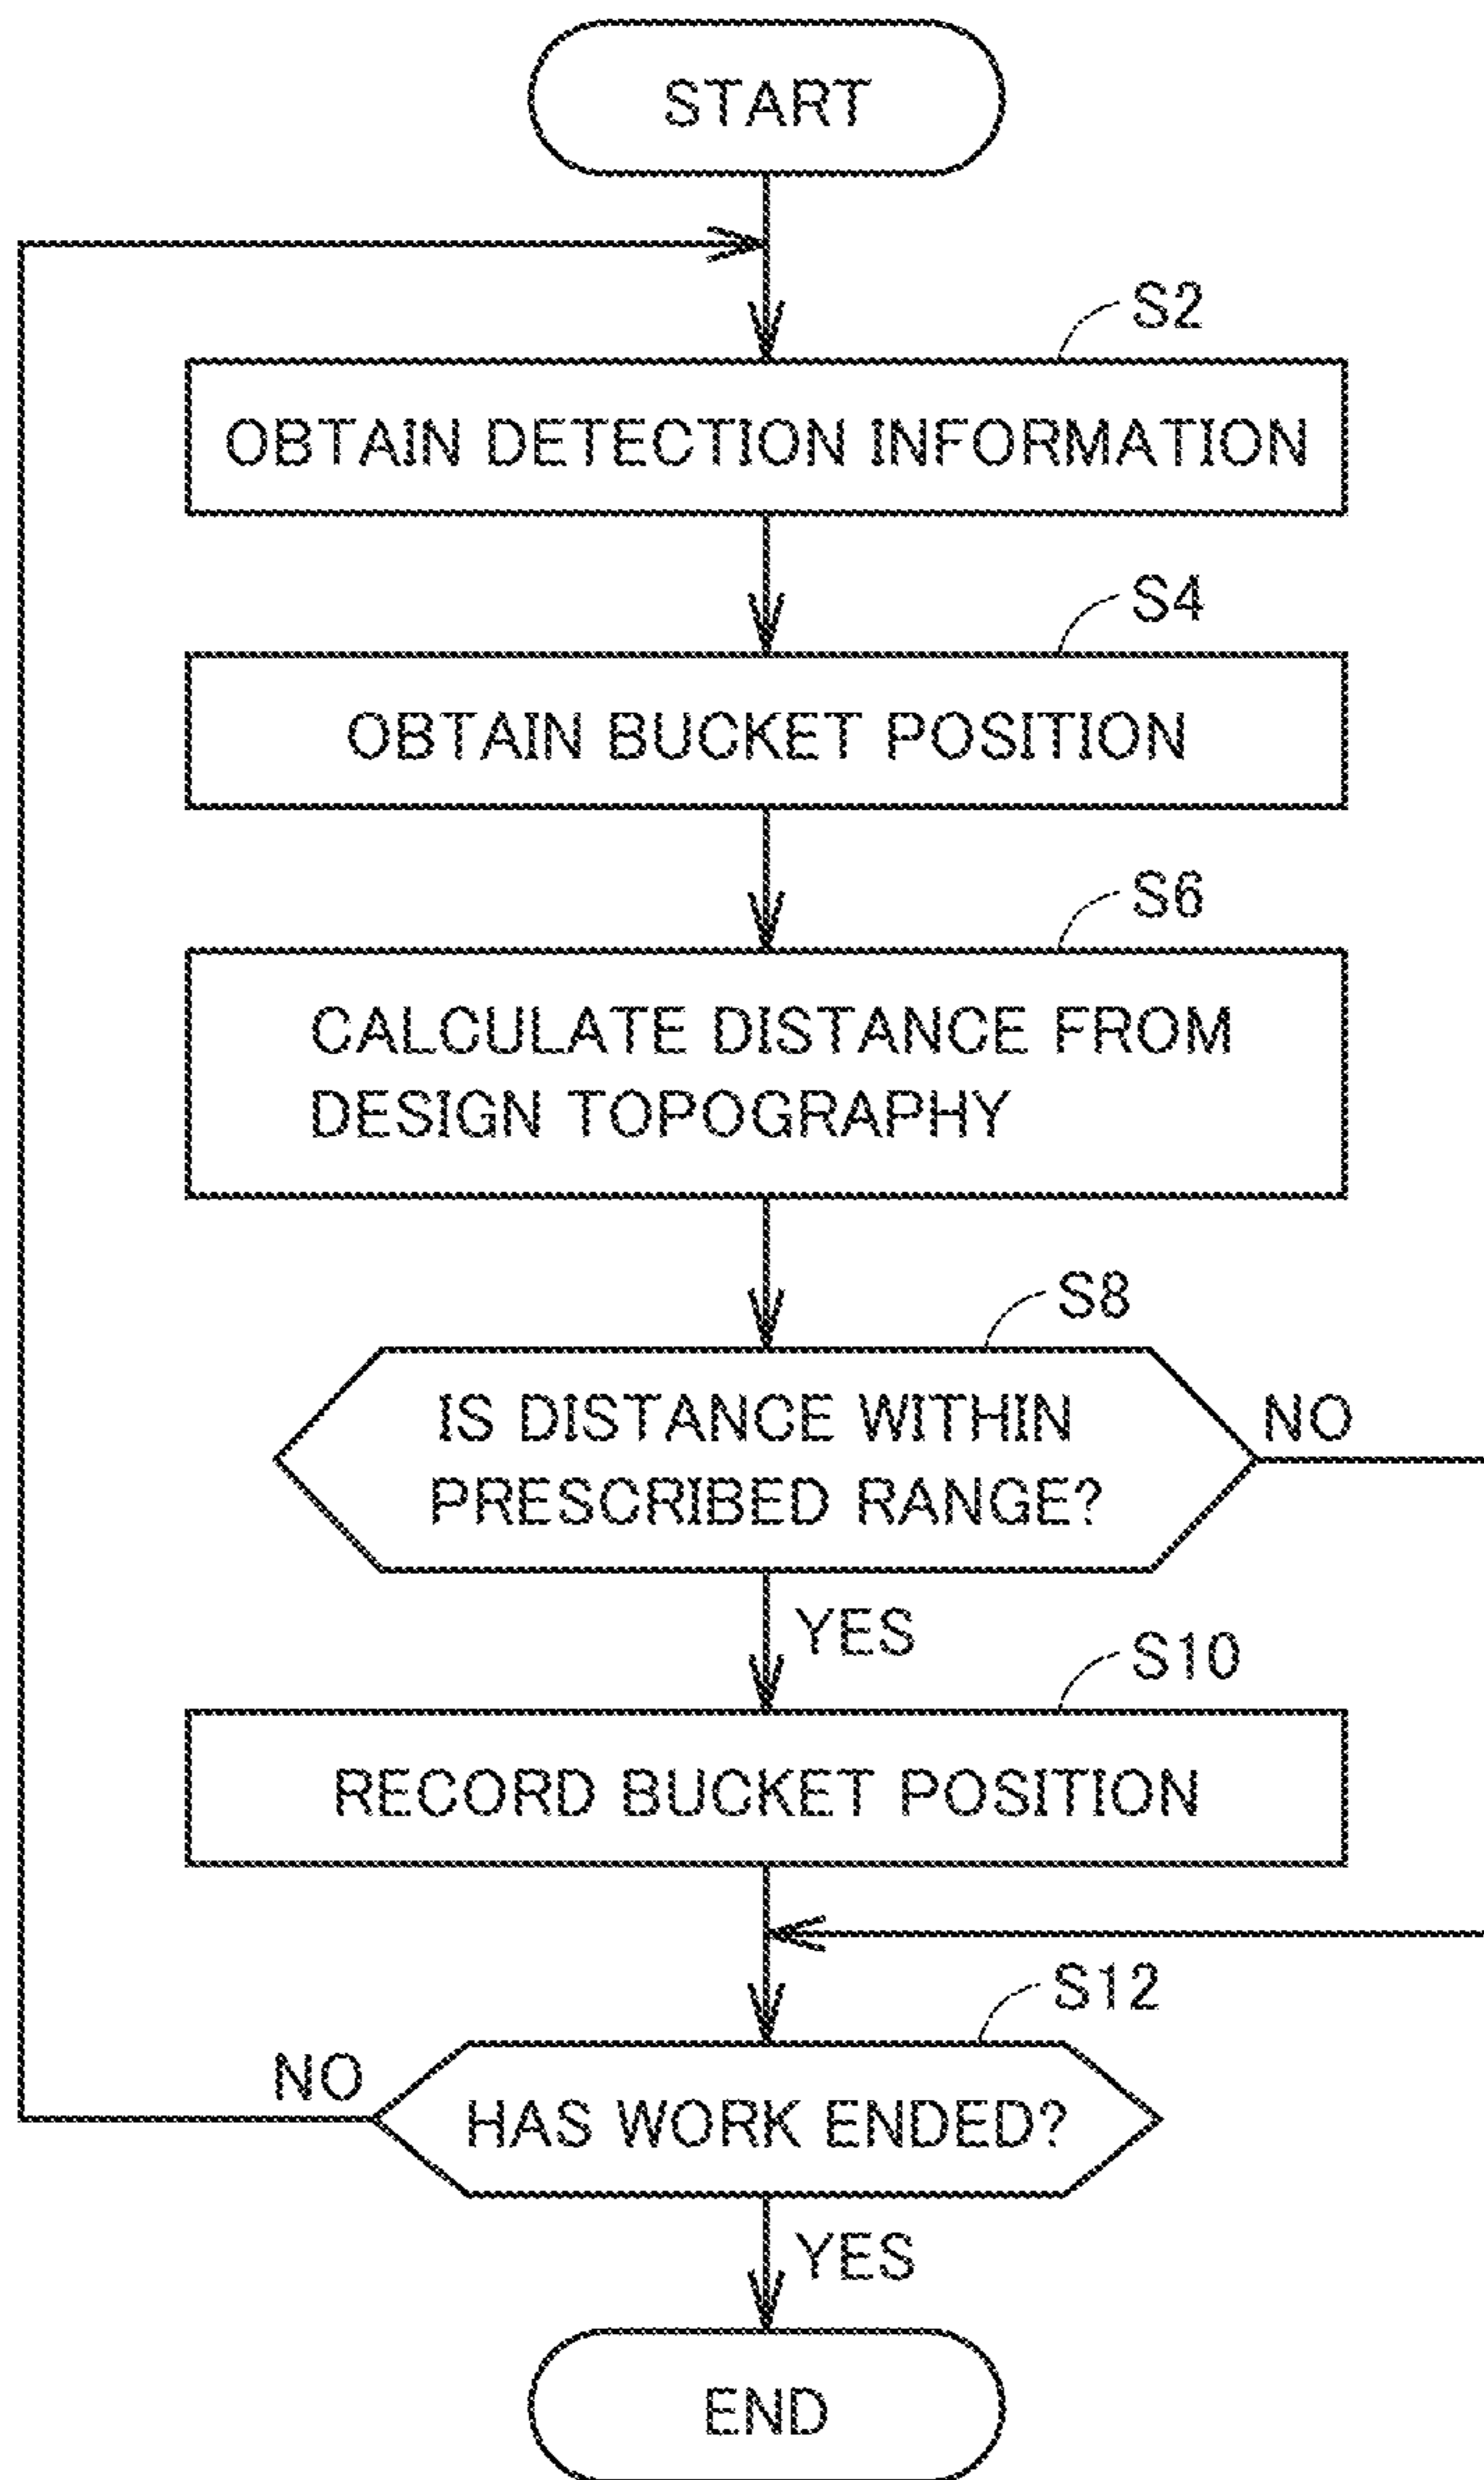 START
S2
OBTAIN DETECTION INFORMATION
S4
OBTAIN BUCKET POSITION
S6
CALCULATE DISTANCE FROM
DESIGN TOPOGRAPHY
S8
IS DISTANCE WITHIN
PRESCRIBED RANGE?
NO
YES
S10
RECORD BUCKET POSITION
S12
NO
HAS WORK ENDED?
YES
END